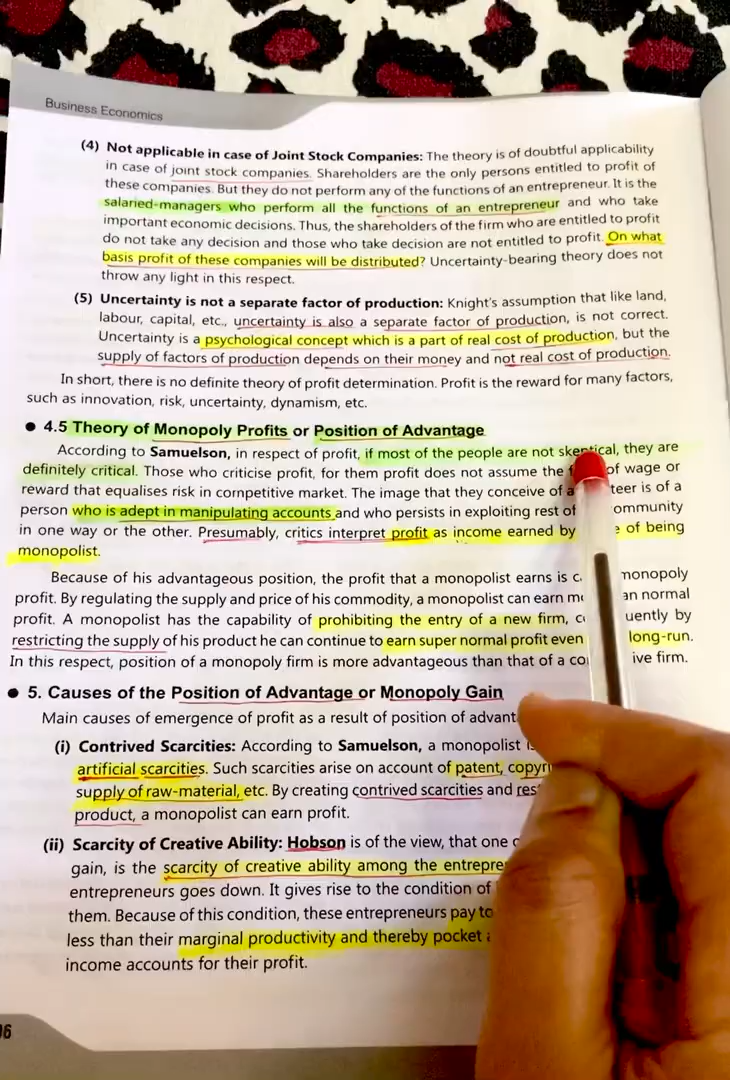 Business Economics
(4) Not applicable in case of Joint Stock Companies: The theory is of doubtful applicability
in case of joint stock companies. Shareholders are the only persons entitled to profit of
these companies. But they do not perform any of the functions of an entrepreneur. It is the
salaried-managers who perform all the functions of an entrepreneur and who take
important economic decisions. Thus, the shareholders of the firm who are entitled to profit
do not take any decision and those who take decision are not entitled to profit. On what
basis profit of these companies will be distributed? Uncertainty-bearing theory does not
throw any light in this respect.
(5) Uncertainty is not a separate factor of production: Knight's assumption that like land,
labour, capital, etc., uncertainty is also a separate factor of production, is not correct.
Uncertainty is a psychological concept which is a part of real cost of production, but the
supply of factors of production depends on their money and not real cost of production.
In short, there is no definite theory of profit determination. Profit is the reward for many factors,
such as innovation, risk, uncertainty, dynamism, etc.
• 4.5 Theory of Monopoly Profits or Position of Advantage
According to Samuelson, in respect of profit, if most of the people are not skeptical, they are
definitely critical. Those who criticise profit, for them profit does not assume the of wage or
reward that equalises risk in competitive market. The image that they conceive of a teer is of a
person who is adept in manipulating accounts and who persists in exploiting rest of ommunity
in one way or the other. Presumably, critics interpret profit as income earned by of being
monopolist.
Because of his advantageous position, the profit that a monopolist earns is monopoly
profit. By regulating the supply and price of his commodity, a monopolist can earn an normal
profit. A monopolist has the capability of prohibiting the entry of a new firm, uently by
restricting the supply of his product he can continue to earn super normal profit even long-run.
In this respect, position of a monopoly firm is more advantageous than that of a ive firm.
• 5. Causes of the Position of Advantage or Monopoly Gain
Main causes of emergence of profit as a result of position of advant
(i) Contrived Scarcities: According to Samuelson, a monopolist
artificial scarcities. Such scarcities arise on account of patent, copyri
supply of raw-material, etc. By creating contrived scarcities and res
product, a monopolist can earn profit.
(ii) Scarcity of Creative Ability: Hobson is of the view, that one
gain, is the scarcity of creative ability among the entrepre
entrepreneurs goes down. It gives rise to the condition of
them. Because of this condition, these entrepreneurs pay to
less than their marginal productivity and thereby pocket
income accounts for their profit.